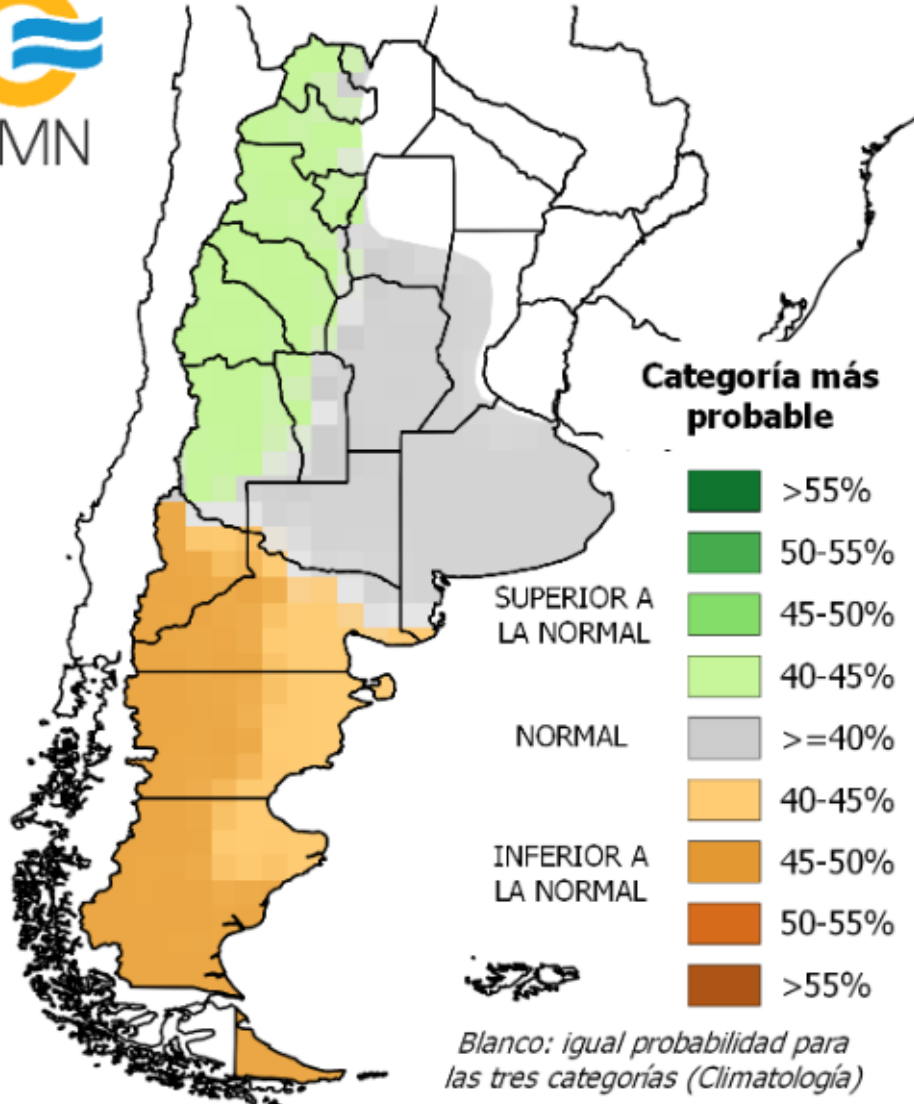 MN
Categoría más
probable
>55%
50-55%
45-50%
SUPERIOR A
LA NORMAL
40-45%
NORMAL
>=40%
40-45%
INFERIOR A
LA NORMAL
45-50%
50-55%
>55%
Blanco: igual probabilidad para
las tres categorías (Climatología)